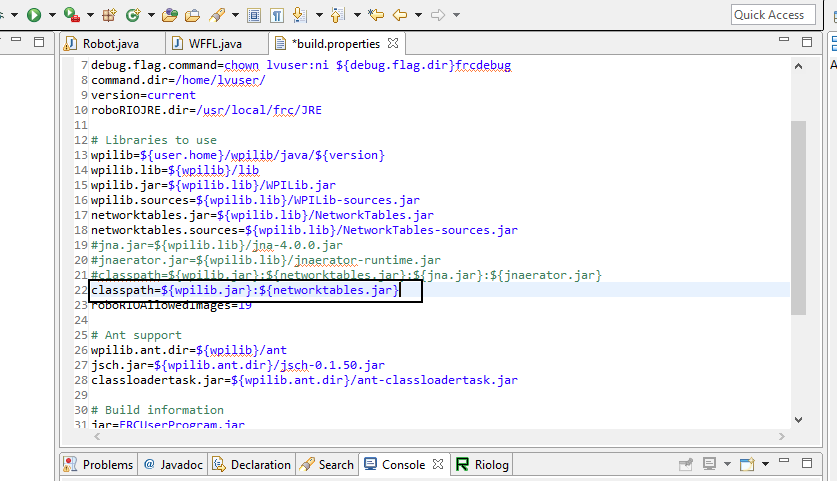 Quick Access
Robot.java
WFFL.java
*build.properties
7 debug.flag.command=chown lvuser:ni ${debug.flag.dir}frcdebug
8 command.dir=/home/lvuser/
9 version=current
10 roboRIOJRE.dir=/usr/local/frc/JRE
11
12 # Libraries to use
13 wpilib=${user.home}/wpilib/java/${version}
14 wpilib.lib=${wpilib}/lib
15 wpilib.jar=${wpilib.lib}/WPILib.jar
16 wpilib.sources=${wpilib.lib}/WPILib-sources.jar
17 networktables.jar=${wpilib.lib}/NetworkTables.jar
18 networktables.sources=${wpilib.lib}/NetworkTables-sources.jar
19 #jna.jar=${wpilib.lib}/jna-4.0.0.jar
20 #jnaerator.jar=${wpilib.lib}/jnaerator-runtime.jar
21 #classpath=${wpilib.jar}:${networktables.jar}:${jna.jar}:${jnaerator.jar}
22 classpath=${wpilib.jar}:${networktables.jar}
23 roboRIOAllowedImages=19
24
25 # Ant support
26 wpilib.ant.dir=${wpilib}/ant
27 jsch.jar=${wpilib.ant.dir}/jsch-0.1.50.jar
28 classloadertask.jar=${wpilib.ant.dir}/ant-classloadertask.jar
29
30 # Build information
31 jar=FRCUserProgram.jar
Problems
@ Javadoc
Declaration
Search
Console
Riolog